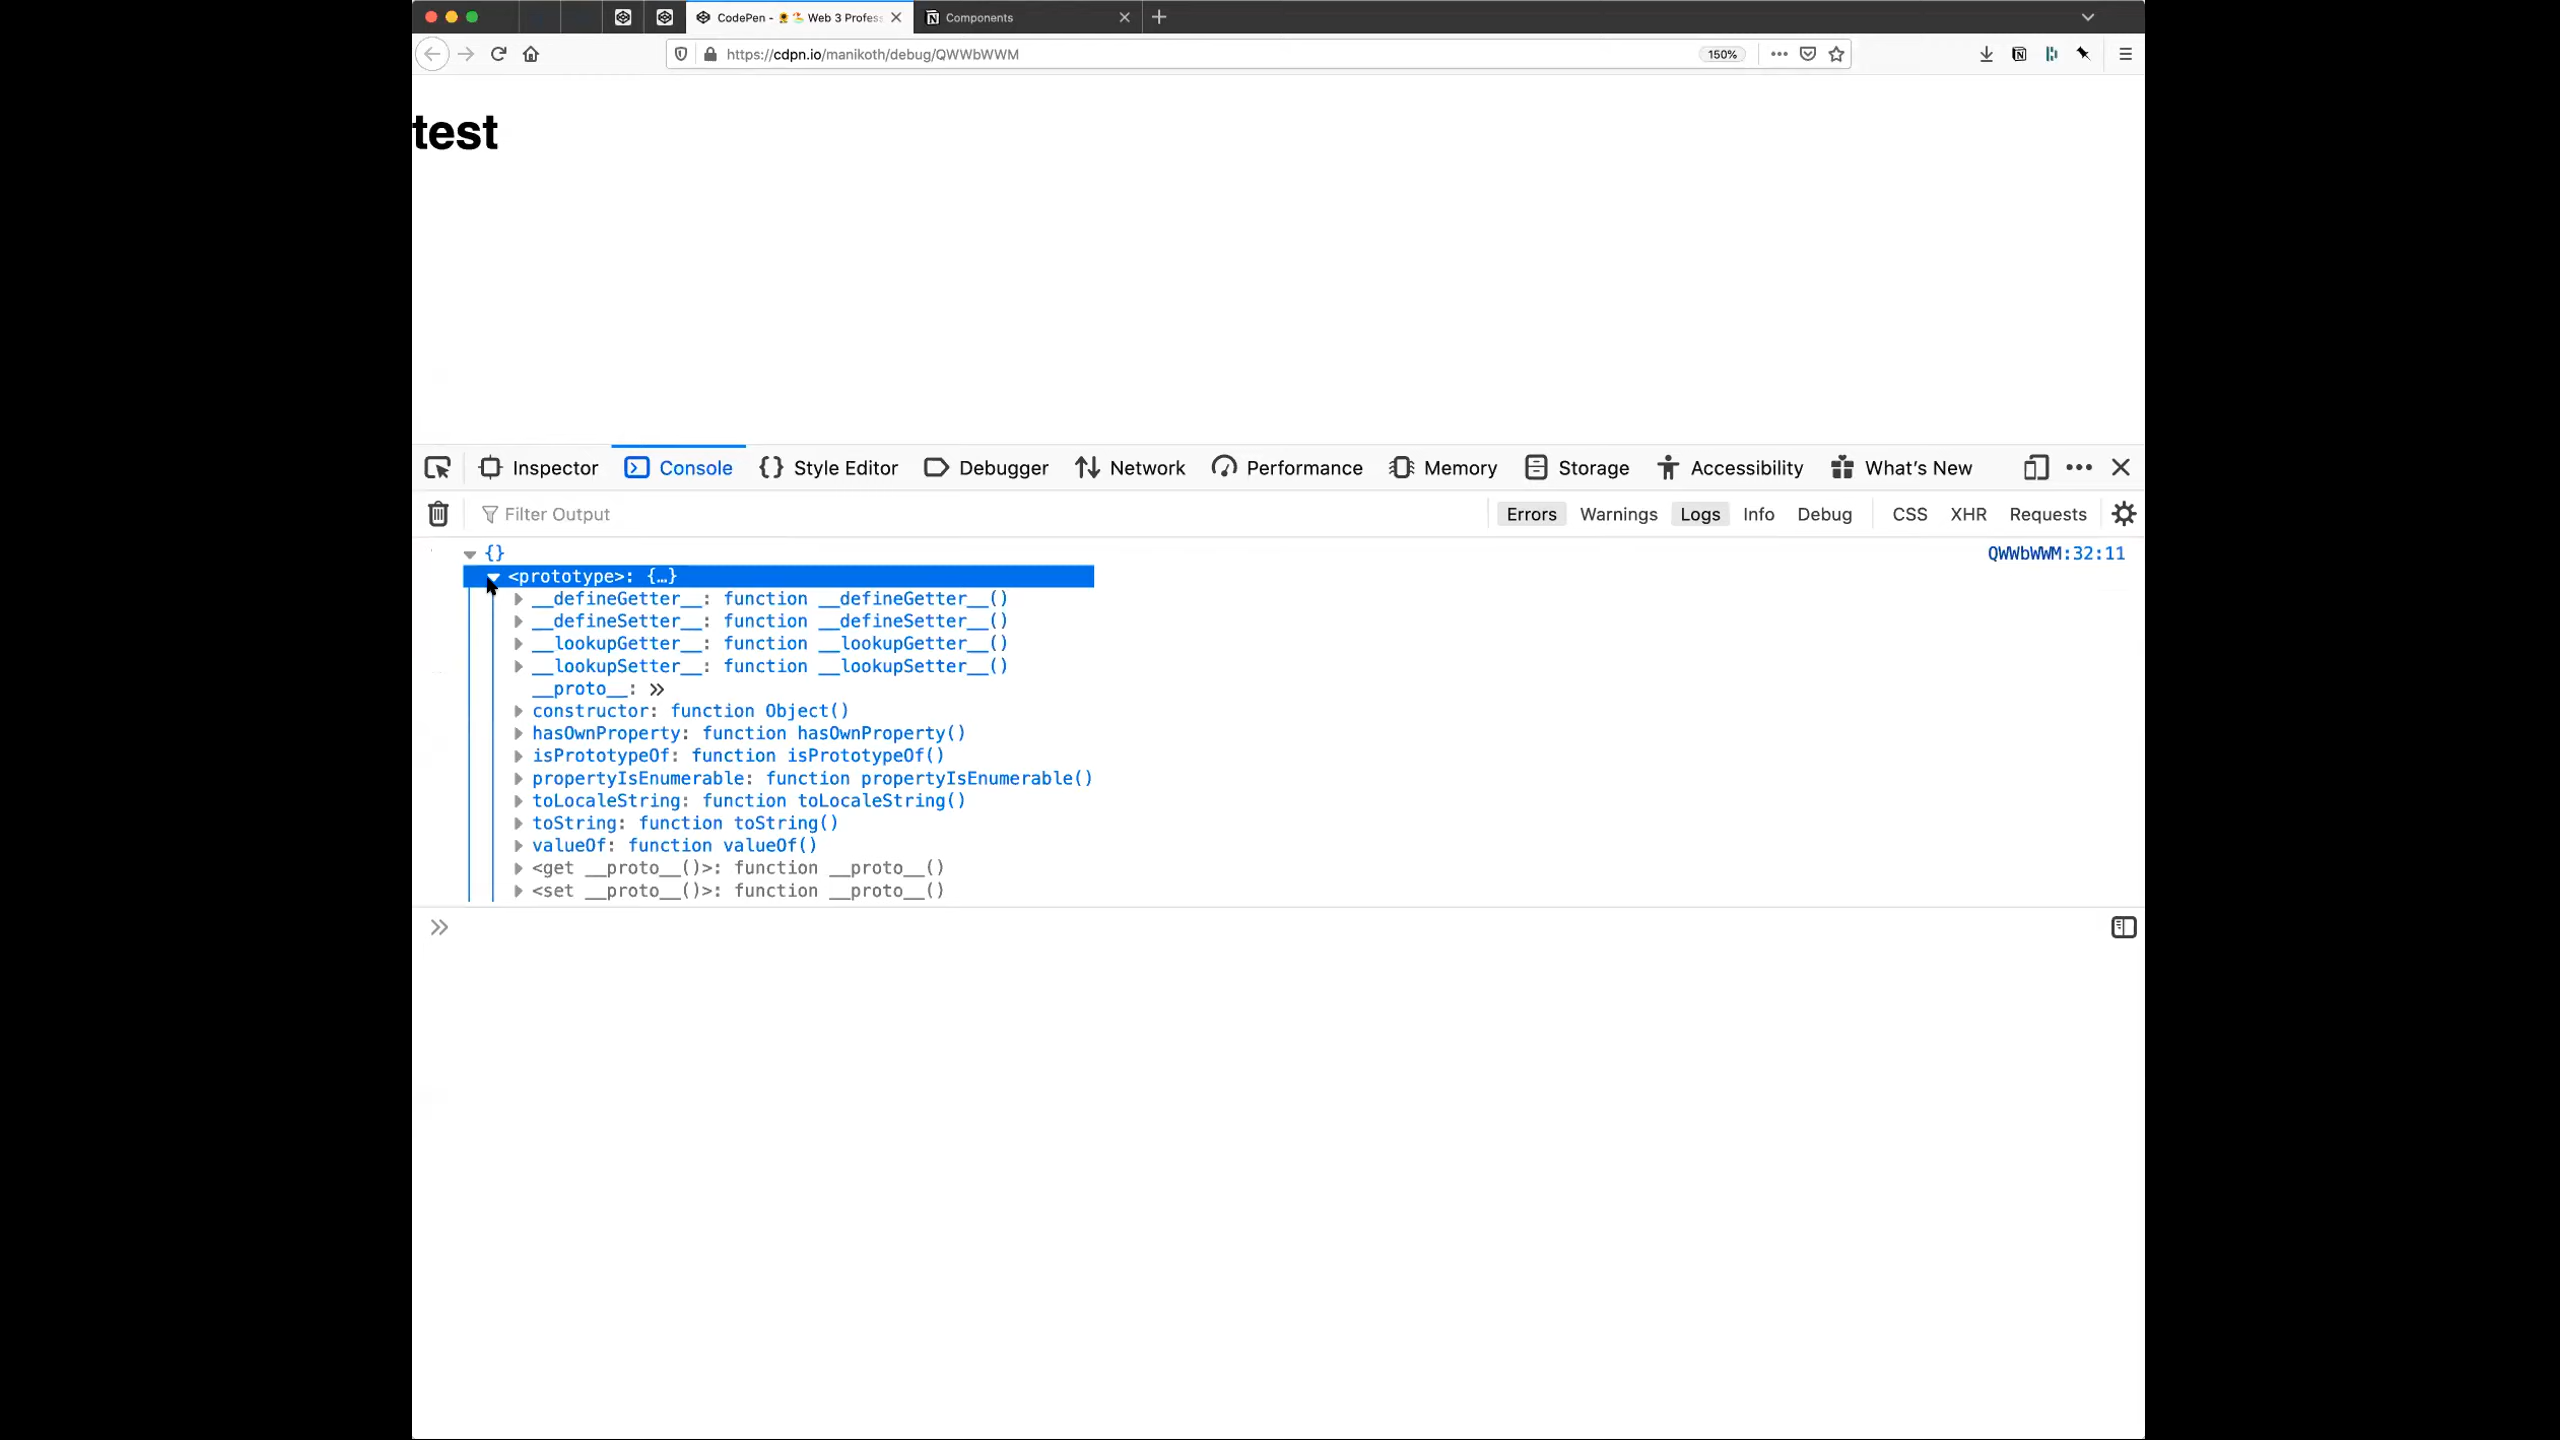 CodePen - 🌻🏖️ Web 3 Profess
Components
https://cdpn.io/manikoth/debug/QWWbWWM
150%
test
Inspector
Console
Style Editor
Debugger
Network
Performance
Memory
Storage
Accessibility
What's New
Filter Output
Errors
Warnings
Logs
Info
Debug
CSS
XHR
Requests
{}
QWWbWWM:32:11
<prototype>: {…}
__defineGetter__: function __defineGetter__()
__defineSetter__: function __defineSetter__()
__lookupGetter__: function __lookupGetter__()
__lookupSetter__: function __lookupSetter__()
__proto__: »
constructor: function Object()
hasOwnProperty: function hasOwnProperty()
isPrototypeOf: function isPrototypeOf()
propertyIsEnumerable: function propertyIsEnumerable()
toLocaleString: function toLocaleString()
toString: function toString()
valueOf: function valueOf()
<get __proto__()>: function __proto__()
<set __proto__()>: function __proto__()
»